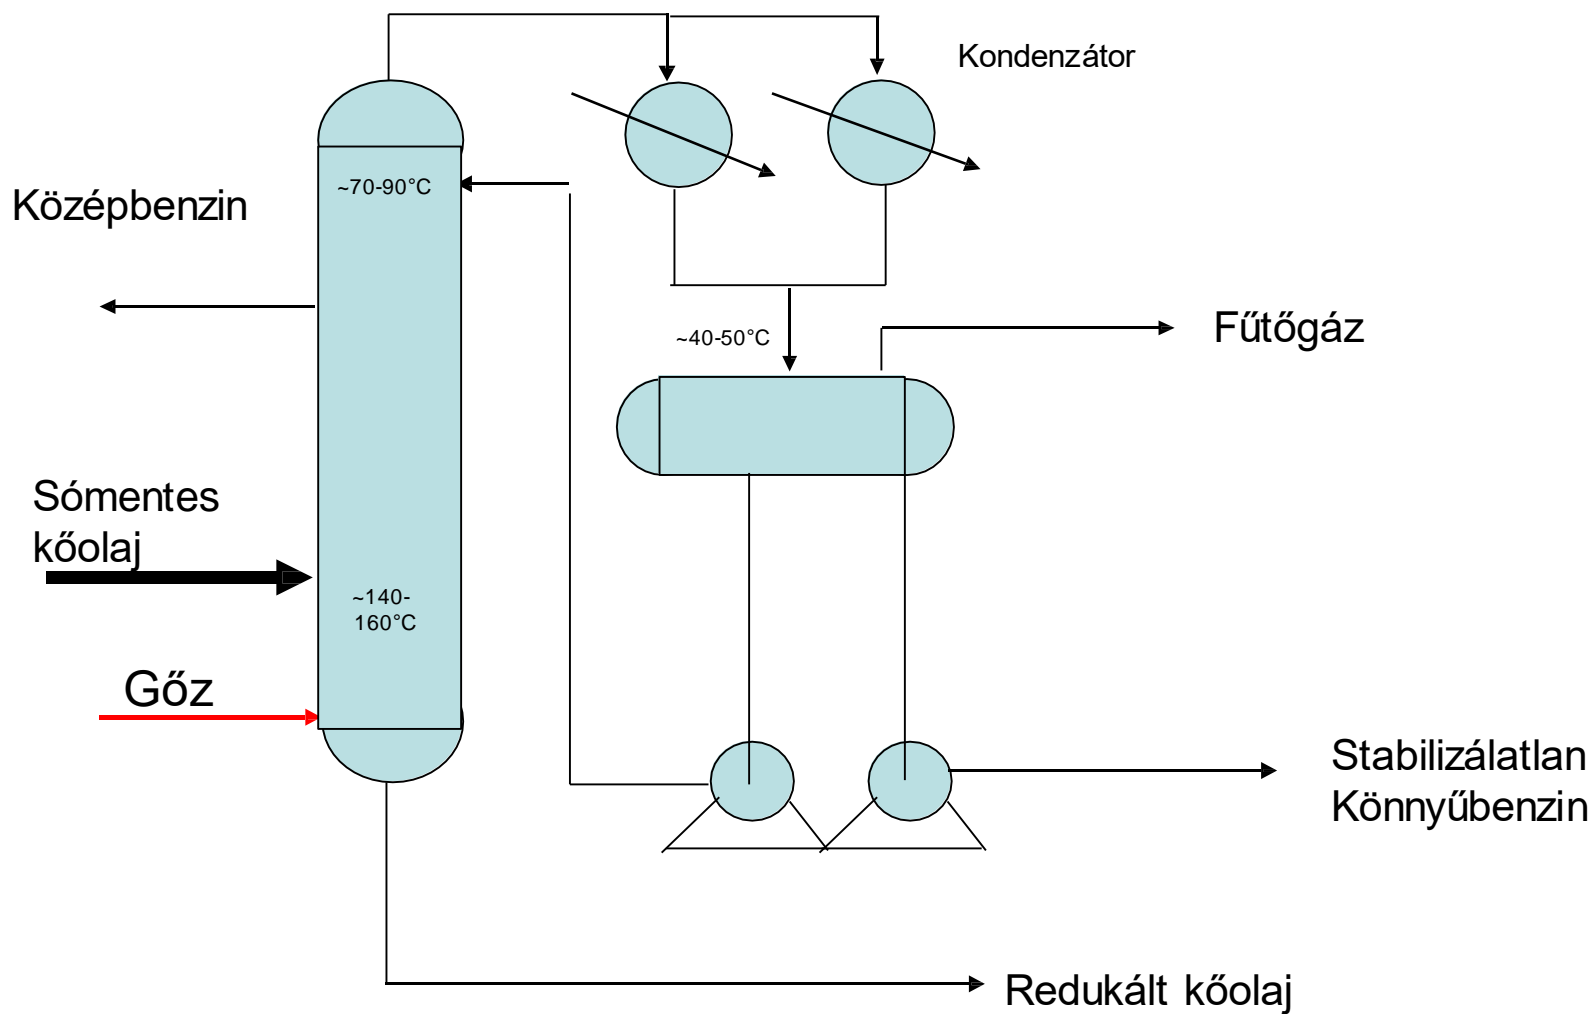 Kondenzátor
~70-90°C
Középbenzin
Fűtőgáz
~40-50°C
Sómentes
kőolaj
~140-
160°C
Gőz
Stabilizálatlan
Könnyűbenzin
Redukált kőolaj